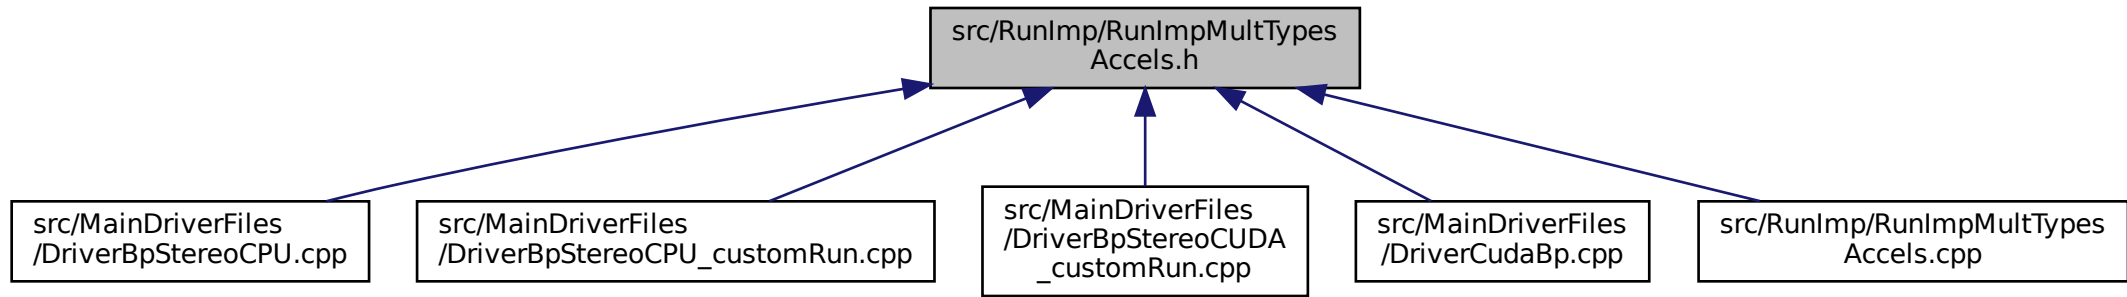 src/RunImp/RunImpMultTypes
Accels.h
src/MainDriverFiles
/DriverBpStereoCPU.cpp
src/MainDriverFiles
/DriverBpStereoCPU_customRun.cpp
src/MainDriverFiles
/DriverBpStereoCUDA
_customRun.cpp
src/MainDriverFiles
/DriverCudaBp.cpp
src/RunImp/RunImpMultTypes
Accels.cpp